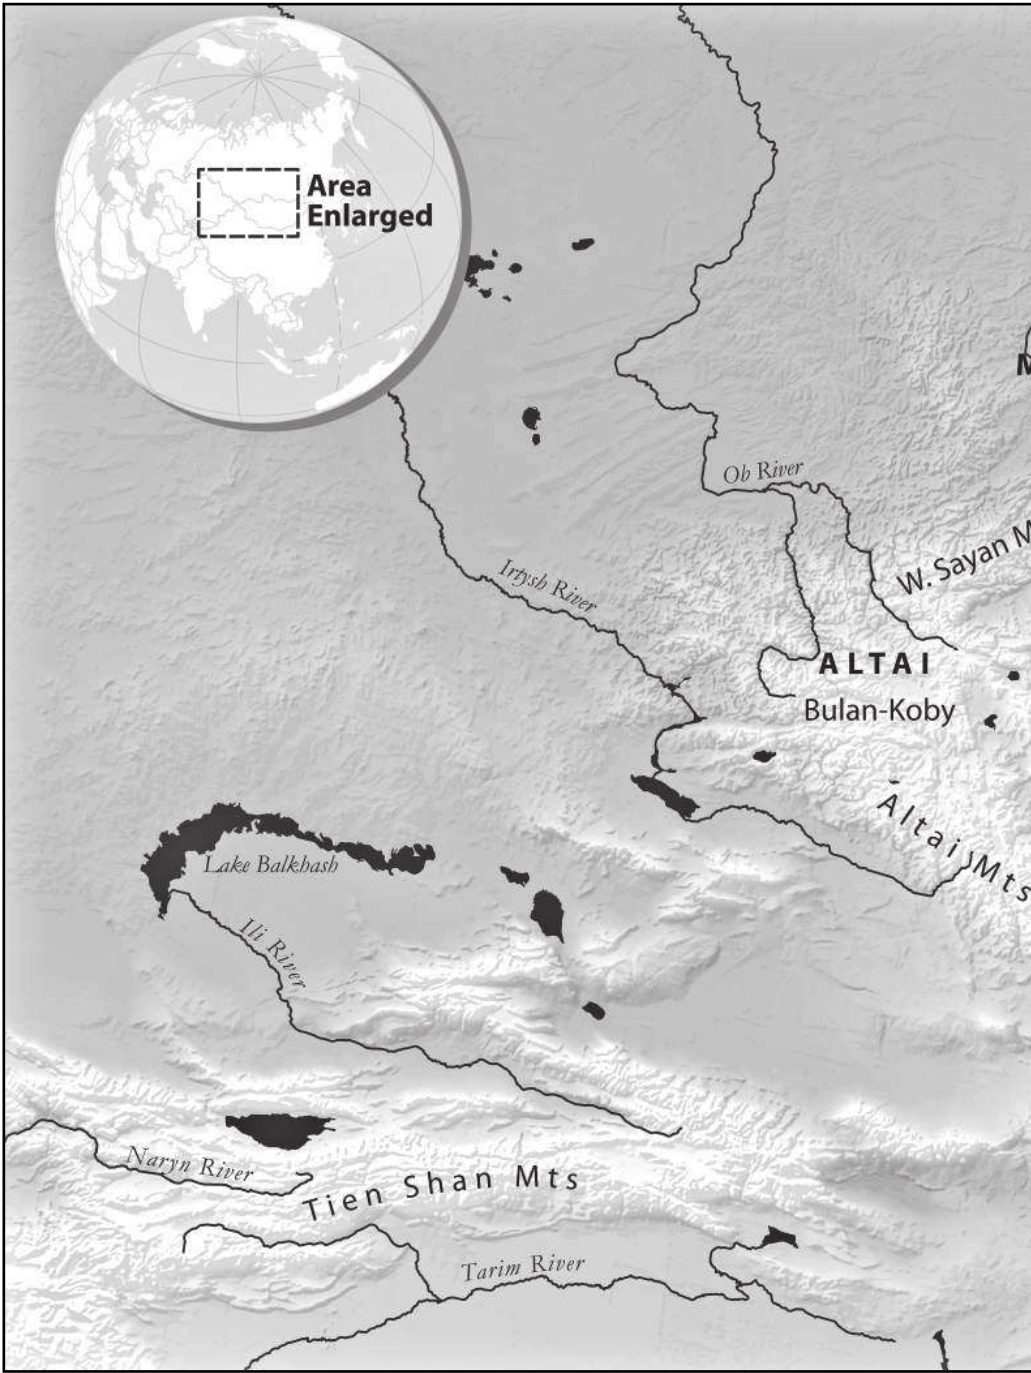 Area
Enlarged
M
Ob River
W. Sayan M
Irtysh River
ALTAI
Bulan-Koby
Altai Mts
Lake Balkhash
Ili River
Naryn River
Tien Shan Mts
Tarim River